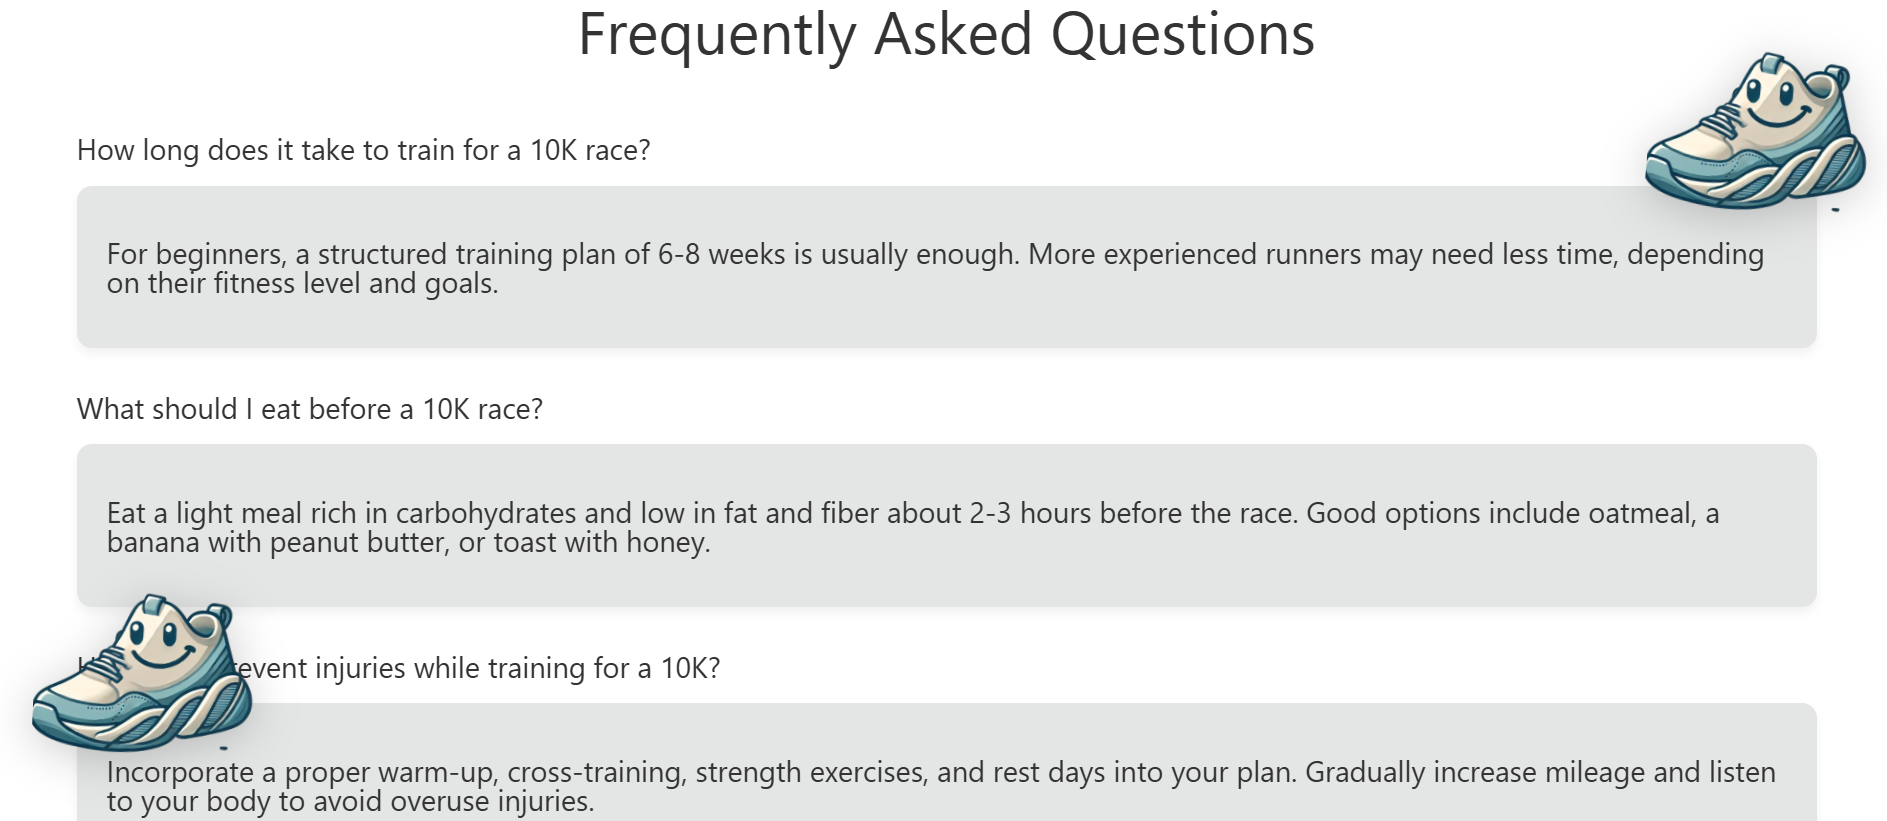 Frequently Asked Questions
How long does it take to train for a 10K race?
For beginners, a structured training plan of 6-8 weeks is usually enough. More experienced runners may need less time, depending
on their fitness level and goals.
What should I eat before a 10K race?
Eat a light meal rich in carbohydrates and low in fat and fiber about 2-3 hours before the race. Good options include oatmeal, a
banana with peanut butter, or toast with honey.
injuries while training for a 10K?
Incorporate a proper warm-up, cross-training, strength exercises, and rest days into your plan. Gradually increase mileage and listen
to your body to avoid overuse injuries.